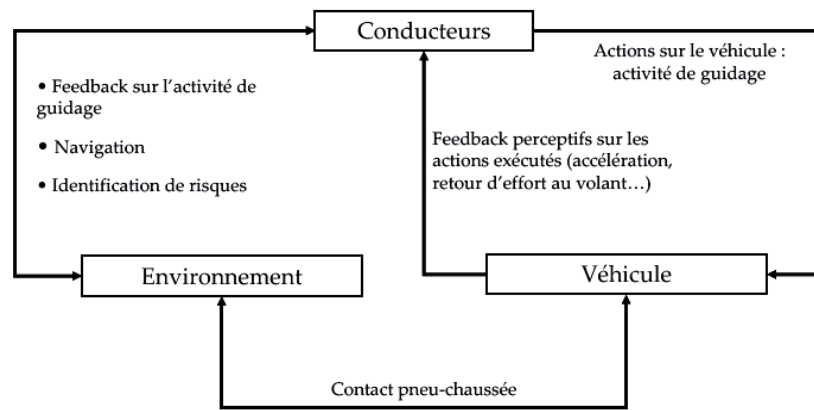 Conducteurs
Actions sur le véhicule :
activité de guidage
• Feedback sur l'activité de
guidage
• Navigation
• Identification de risques
Feedback perceptifs sur les
actions exécutés (accélération,
retour d'effort au volant…)
Environnement
Véhicule
Contact pneu-chaussée